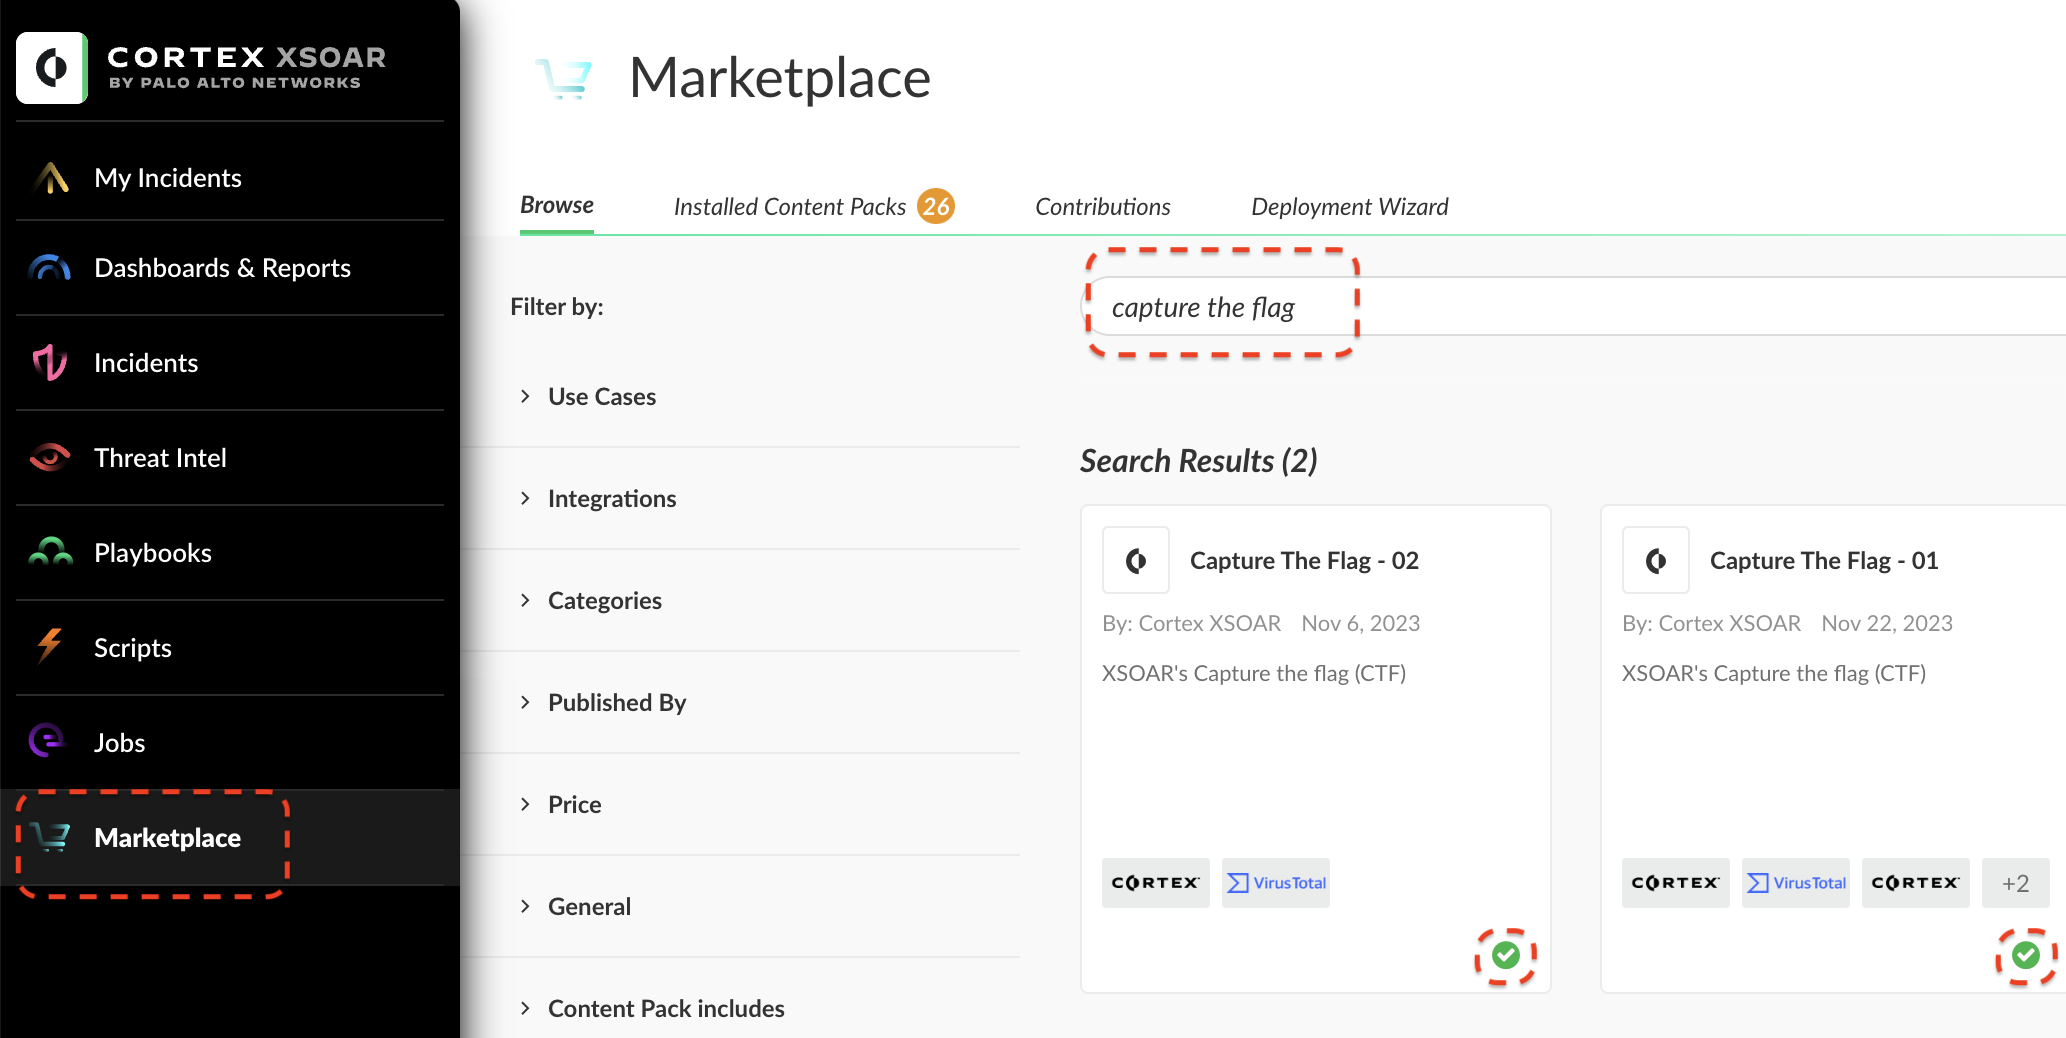 CORTEX XSOAR
BY PALO ALTO NETWORKS
My Incidents
Dashboards & Reports
Incidents
Threat Intel
Playbooks
Scripts
Jobs
Marketplace
Marketplace
Browse
Installed Content Packs 26
Contributions
Deployment Wizard
Filter by:
Use Cases
Integrations
Categories
Published By
Price
General
Content Pack includes
capture the flag
Search Results (2)
Capture The Flag - 02
By: Cortex XSOAR Nov 6, 2023
XSOAR's Capture the flag (CTF)
CORTEX VirusTotal
Capture The Flag - 01
By: Cortex XSOAR Nov 22, 2023
XSOAR's Capture the flag (CTF)
CORTEX VirusTotal CORTEX +2